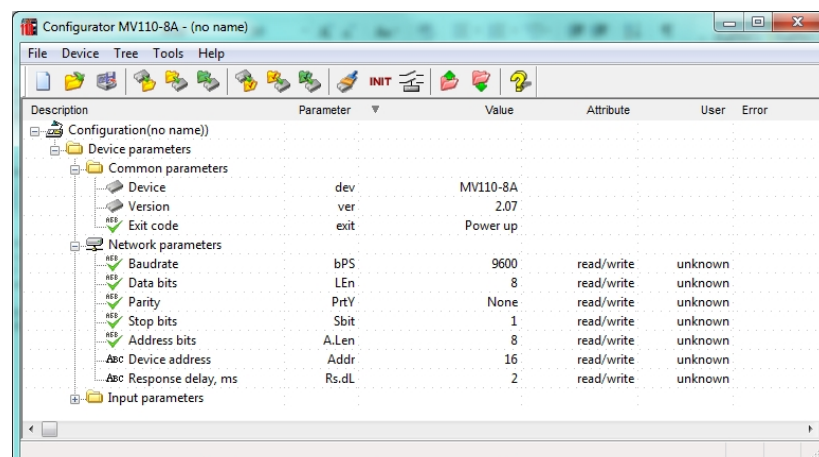 Configurator MV110-8A - (no name)
File Device Tree Tools Help
INIT
Description Parameter Value Attribute User Error
Configuration(no name))
Device parameters
Common parameters
Device dev MV110-8A
Version ver 2.07
Exit code exit Power up
Network parameters
Baudrate bPS 9600 read/write unknown
Data bits LEn 8 read/write unknown
Parity PrtY None read/write unknown
Stop bits Sbit 1 read/write unknown
Address bits A.Len 8 read/write unknown
ABC Device address Addr 16 read/write unknown
ABC Response delay, ms Rs.dL 2 read/write unknown
Input parameters